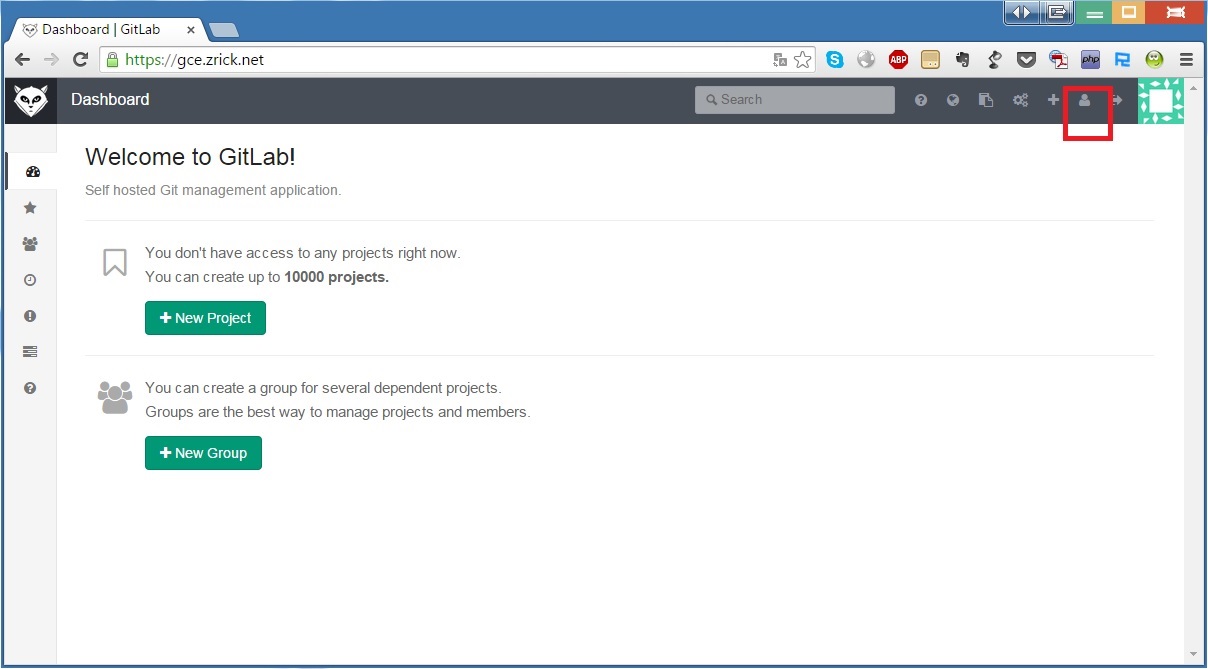 Dashboard | GitLab
https://gce.zrick.net
ABP
php
Dashboard
Search
Welcome to GitLab!
Self hosted Git management application.
You don't have access to any projects right now.
You can create up to 10000 projects.
New Project
You can create a group for several dependent projects.
Groups are the best way to manage projects and members.
New Group